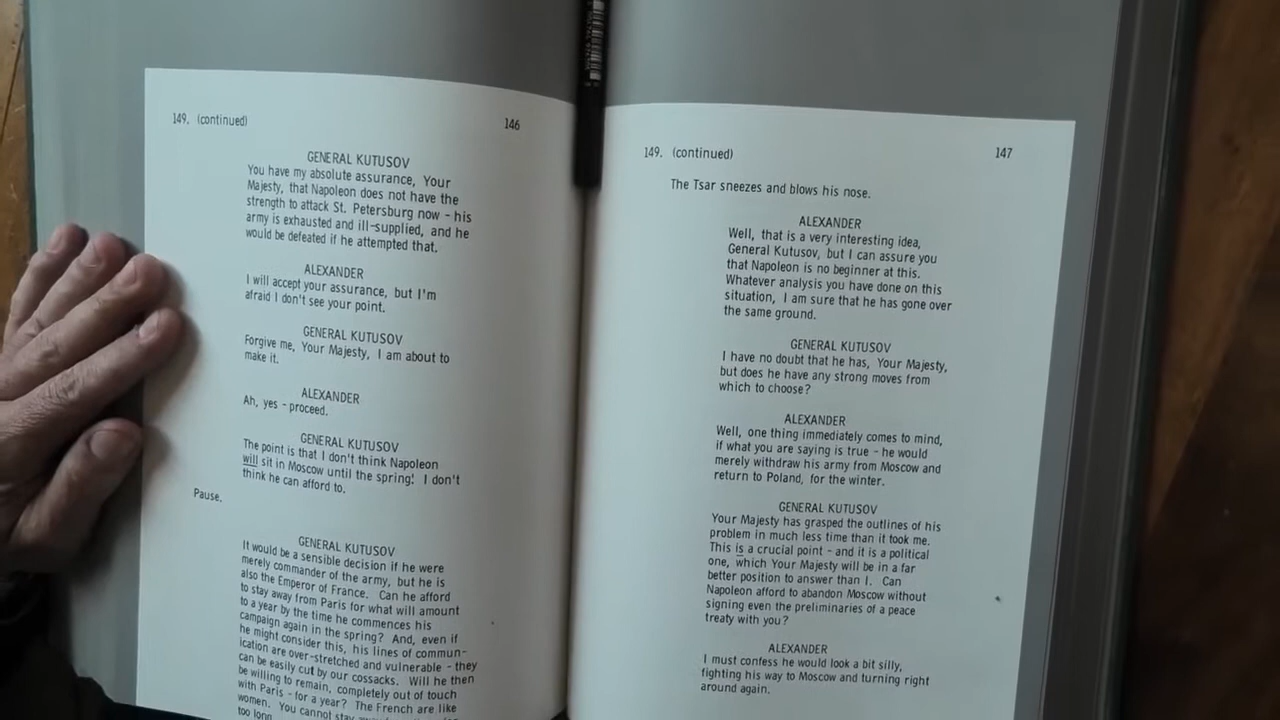 149. (continued)
146
GENERAL KUTUSOV
You have my absolute assurance, Your
Majesty, that Napoleon does not have the
strength to attack St. Petersburg now - his
army is exhausted and ill-supplied, and he
would be defeated if he attempted that.
ALEXANDER
I will accept your assurance, but I'm
afraid I don't see your point.
GENERAL KUTUSOV
Forgive me, Your Majesty, I am about to
make it.
ALEXANDER
Ah, yes - proceed.
GENERAL KUTUSOV
The point is that I don't think Napoleon
will sit in Moscow until the spring! I don't
think he can afford to.
Pause.
GENERAL KUTUSOV
It would be a sensible decision if he were
merely commander of the army, but he is
also the Emperor of France. Can he afford
to stay away from Paris for what will amount
to a year by the time he commences his
campaign again in the spring? And, even if
he might consider this, his lines of commun-
ication are over-stretched and vulnerable - they
can be easily cut by our cossacks. Will he then
be willing to remain, completely out of touch
with Paris - for a year? The French are like
women. You cannot stay
too long
149. (continued)
147
The Tsar sneezes and blows his nose.
ALEXANDER
Well, that is a very interesting idea,
General Kutusov, but I can assure you
that Napoleon is no beginner at this.
Whatever analysis you have done on this
situation, I am sure that he has gone over
the same ground.
GENERAL KUTUSOV
I have no doubt that he has, Your Majesty,
but does he have any strong moves from
which to choose?
ALEXANDER
Well, one thing immediately comes to mind,
if what you are saying is true - he would
merely withdraw his army from Moscow and
return to Poland, for the winter.
GENERAL KUTUSOV
Your Majesty has grasped the outlines of his
problem in much less time than it took me.
This is a crucial point - and it is a political
one, which Your Majesty will be in a far
better position to answer than I. Can
Napoleon afford to abandon Moscow without
signing even the preliminaries of a peace
treaty with you?
ALEXANDER
I must confess he would look a bit silly,
fighting his way to Moscow and turning right
around again.